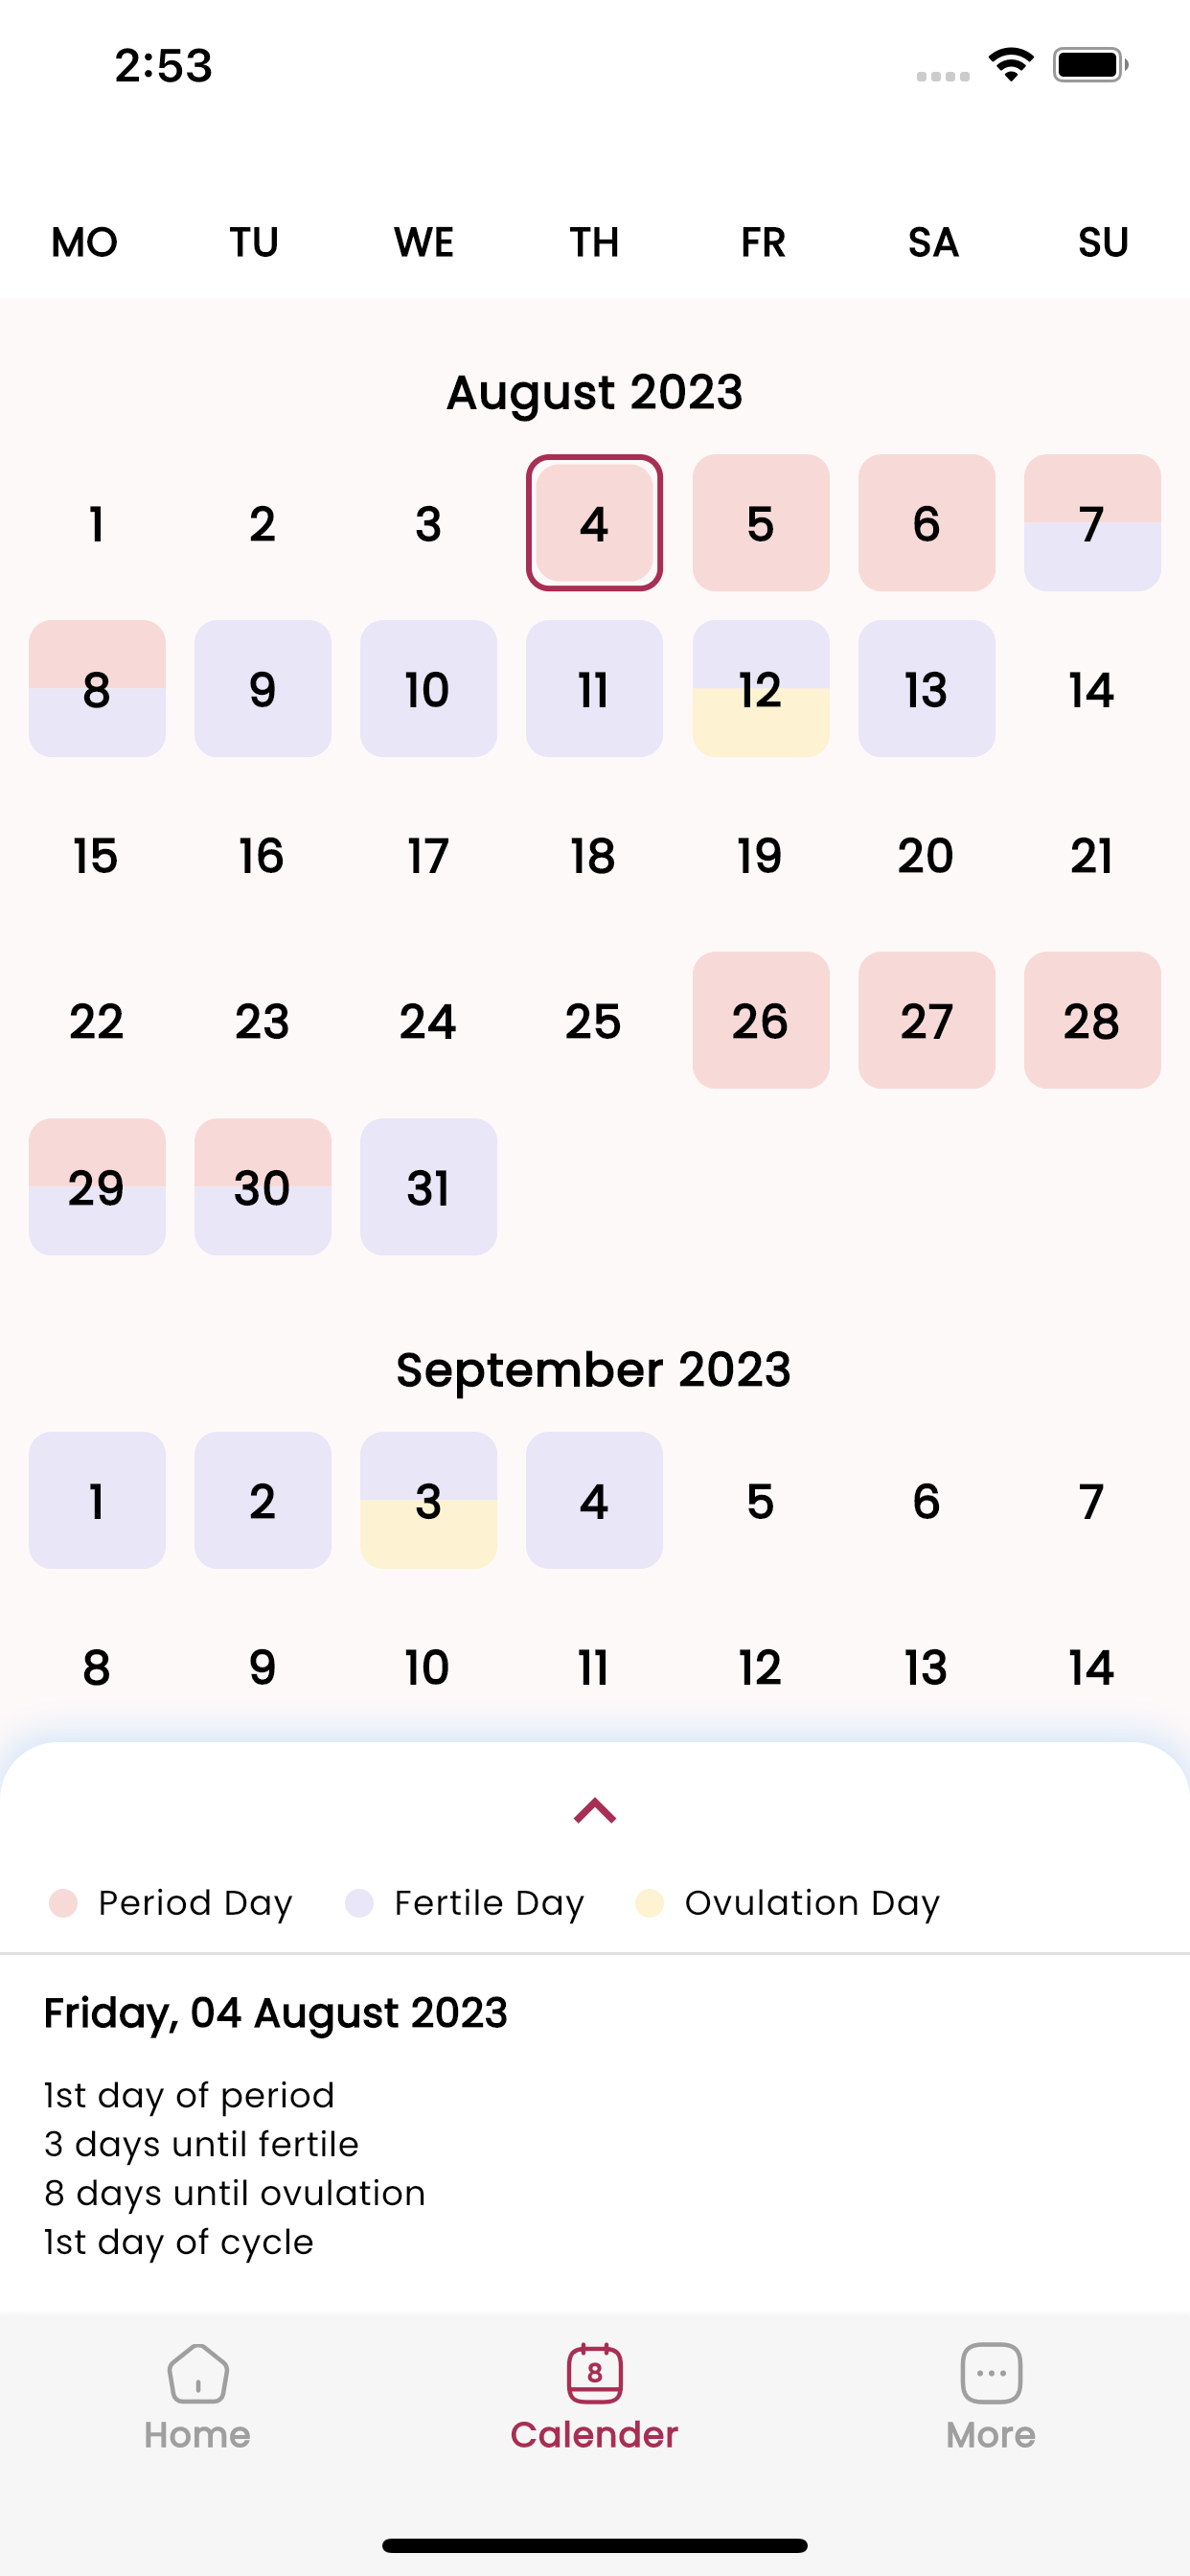 2:53
MO TU WE TH FR SA SU
August 2023
1 2 3 4 5 6 7
8 9 10 11 12 13 14
15 16 17 18 19 20 21
22 23 24 25 26 27 28
29 30 31
September 2023
1 2 3 4 5 6 7
8 9 10 11 12 13 14
Period Day Fertile Day Ovulation Day
Friday, 04 August 2023
1st day of period
3 days until fertile
8 days until ovulation
1st day of cycle
8
Home Calender More